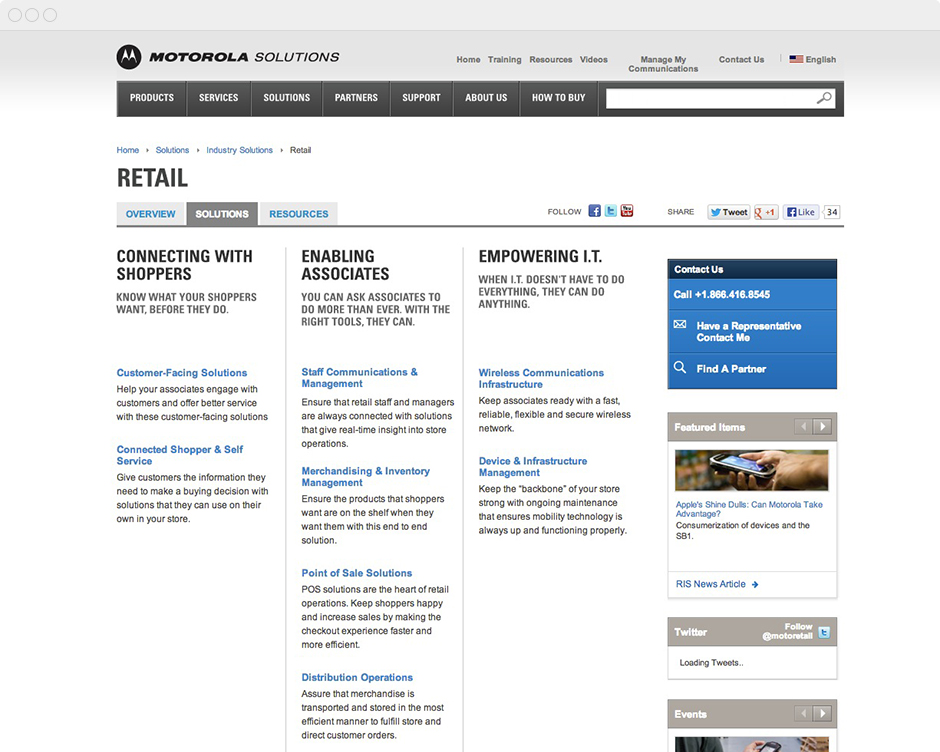 MOTOROLA SOLUTIONS
Home Training Resources Videos Manage My Communications Contact Us English
PRODUCTS SERVICES SOLUTIONS PARTNERS SUPPORT ABOUT US HOW TO BUY
Home Solutions Industry Solutions Retail
RETAIL
OVERVIEW SOLUTIONS RESOURCES
FOLLOW You Tube SHARE Tweet +1 Like 34
CONNECTING WITH
SHOPPERS
KNOW WHAT YOUR SHOPPERS
WANT, BEFORE THEY DO.
Customer-Facing Solutions
Help your associates engage with
customers and offer better service
with these customer-facing solutions
Connected Shopper & Self
Service
Give customers the information they
need to make a buying decision with
solutions that they can use on their
own in your store.
ENABLING
ASSOCIATES
YOU CAN ASK ASSOCIATES TO
DO MORE THAN EVER. WITH THE
RIGHT TOOLS, THEY CAN.
Staff Communications &
Management
Ensure that retail staff and managers
are always connected with solutions
that give real-time insight into store
operations.
Merchandising & Inventory
Management
Ensure the products that shoppers
want are on the shelf when they
want them with this end to end
solution.
Point of Sale Solutions
POS solutions are the heart of retail
operations. Keep shoppers happy
and increase sales by making the
checkout experience faster and
more efficient.
Distribution Operations
Assure that merchandise is
transported and stored in the most
efficient manner to fulfill store and
direct customer orders.
EMPOWERING I.T.
WHEN I.T. DOESN'T HAVE TO DO
EVERYTHING, THEY CAN DO
ANYTHING.
Wireless Communications
Infrastructure
Keep associates ready with a fast,
reliable, flexible and secure wireless
network.
Device & Infrastructure
Management
Keep the "backbone" of your store
strong with ongoing maintenance
that ensures mobility technology is
always up and functioning properly.
Contact Us
Call +1.866.416.8545
Have a Representative
Contact Me
Find A Partner
Featured Items
Apple's Shine Dulls: Can Motorola Take
Advantage?
Consumerization of devices and the
SB1.
RIS News Article
Twitter
Follow
@motoretail
Loading Tweets..
Events